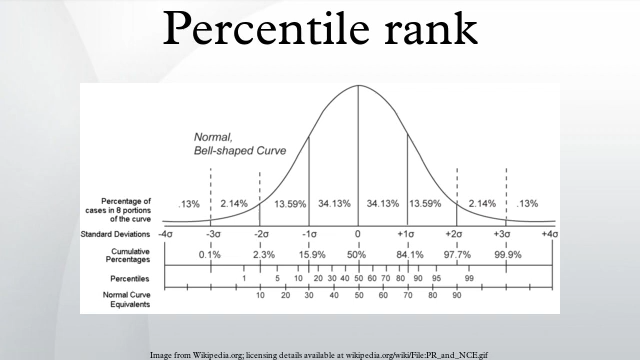 Percentile rank
Normal,
Bell-shaped Curve
Percentage of
cases in 8 portions
of the curve
.13% 2.14% 13.59% 34.13% 34.13% 13.59% 2.14% .13%
Standard Deviations -4σ -3σ -2σ -1σ 0 +1σ +2σ +3σ +4σ
Cumulative
Percentages
0.1% 2.3% 15.9% 50% 84.1% 97.7% 99.9%
Percentiles 1 5 10 20 30 40 50 60 70 80 90 95 99
Normal Curve
Equivalents
10 20 30 40 50 60 70 80 90
Image from Wikipedia.org; licensing details available at wikipedia.org/wiki/File:PR_and_NCE.gif